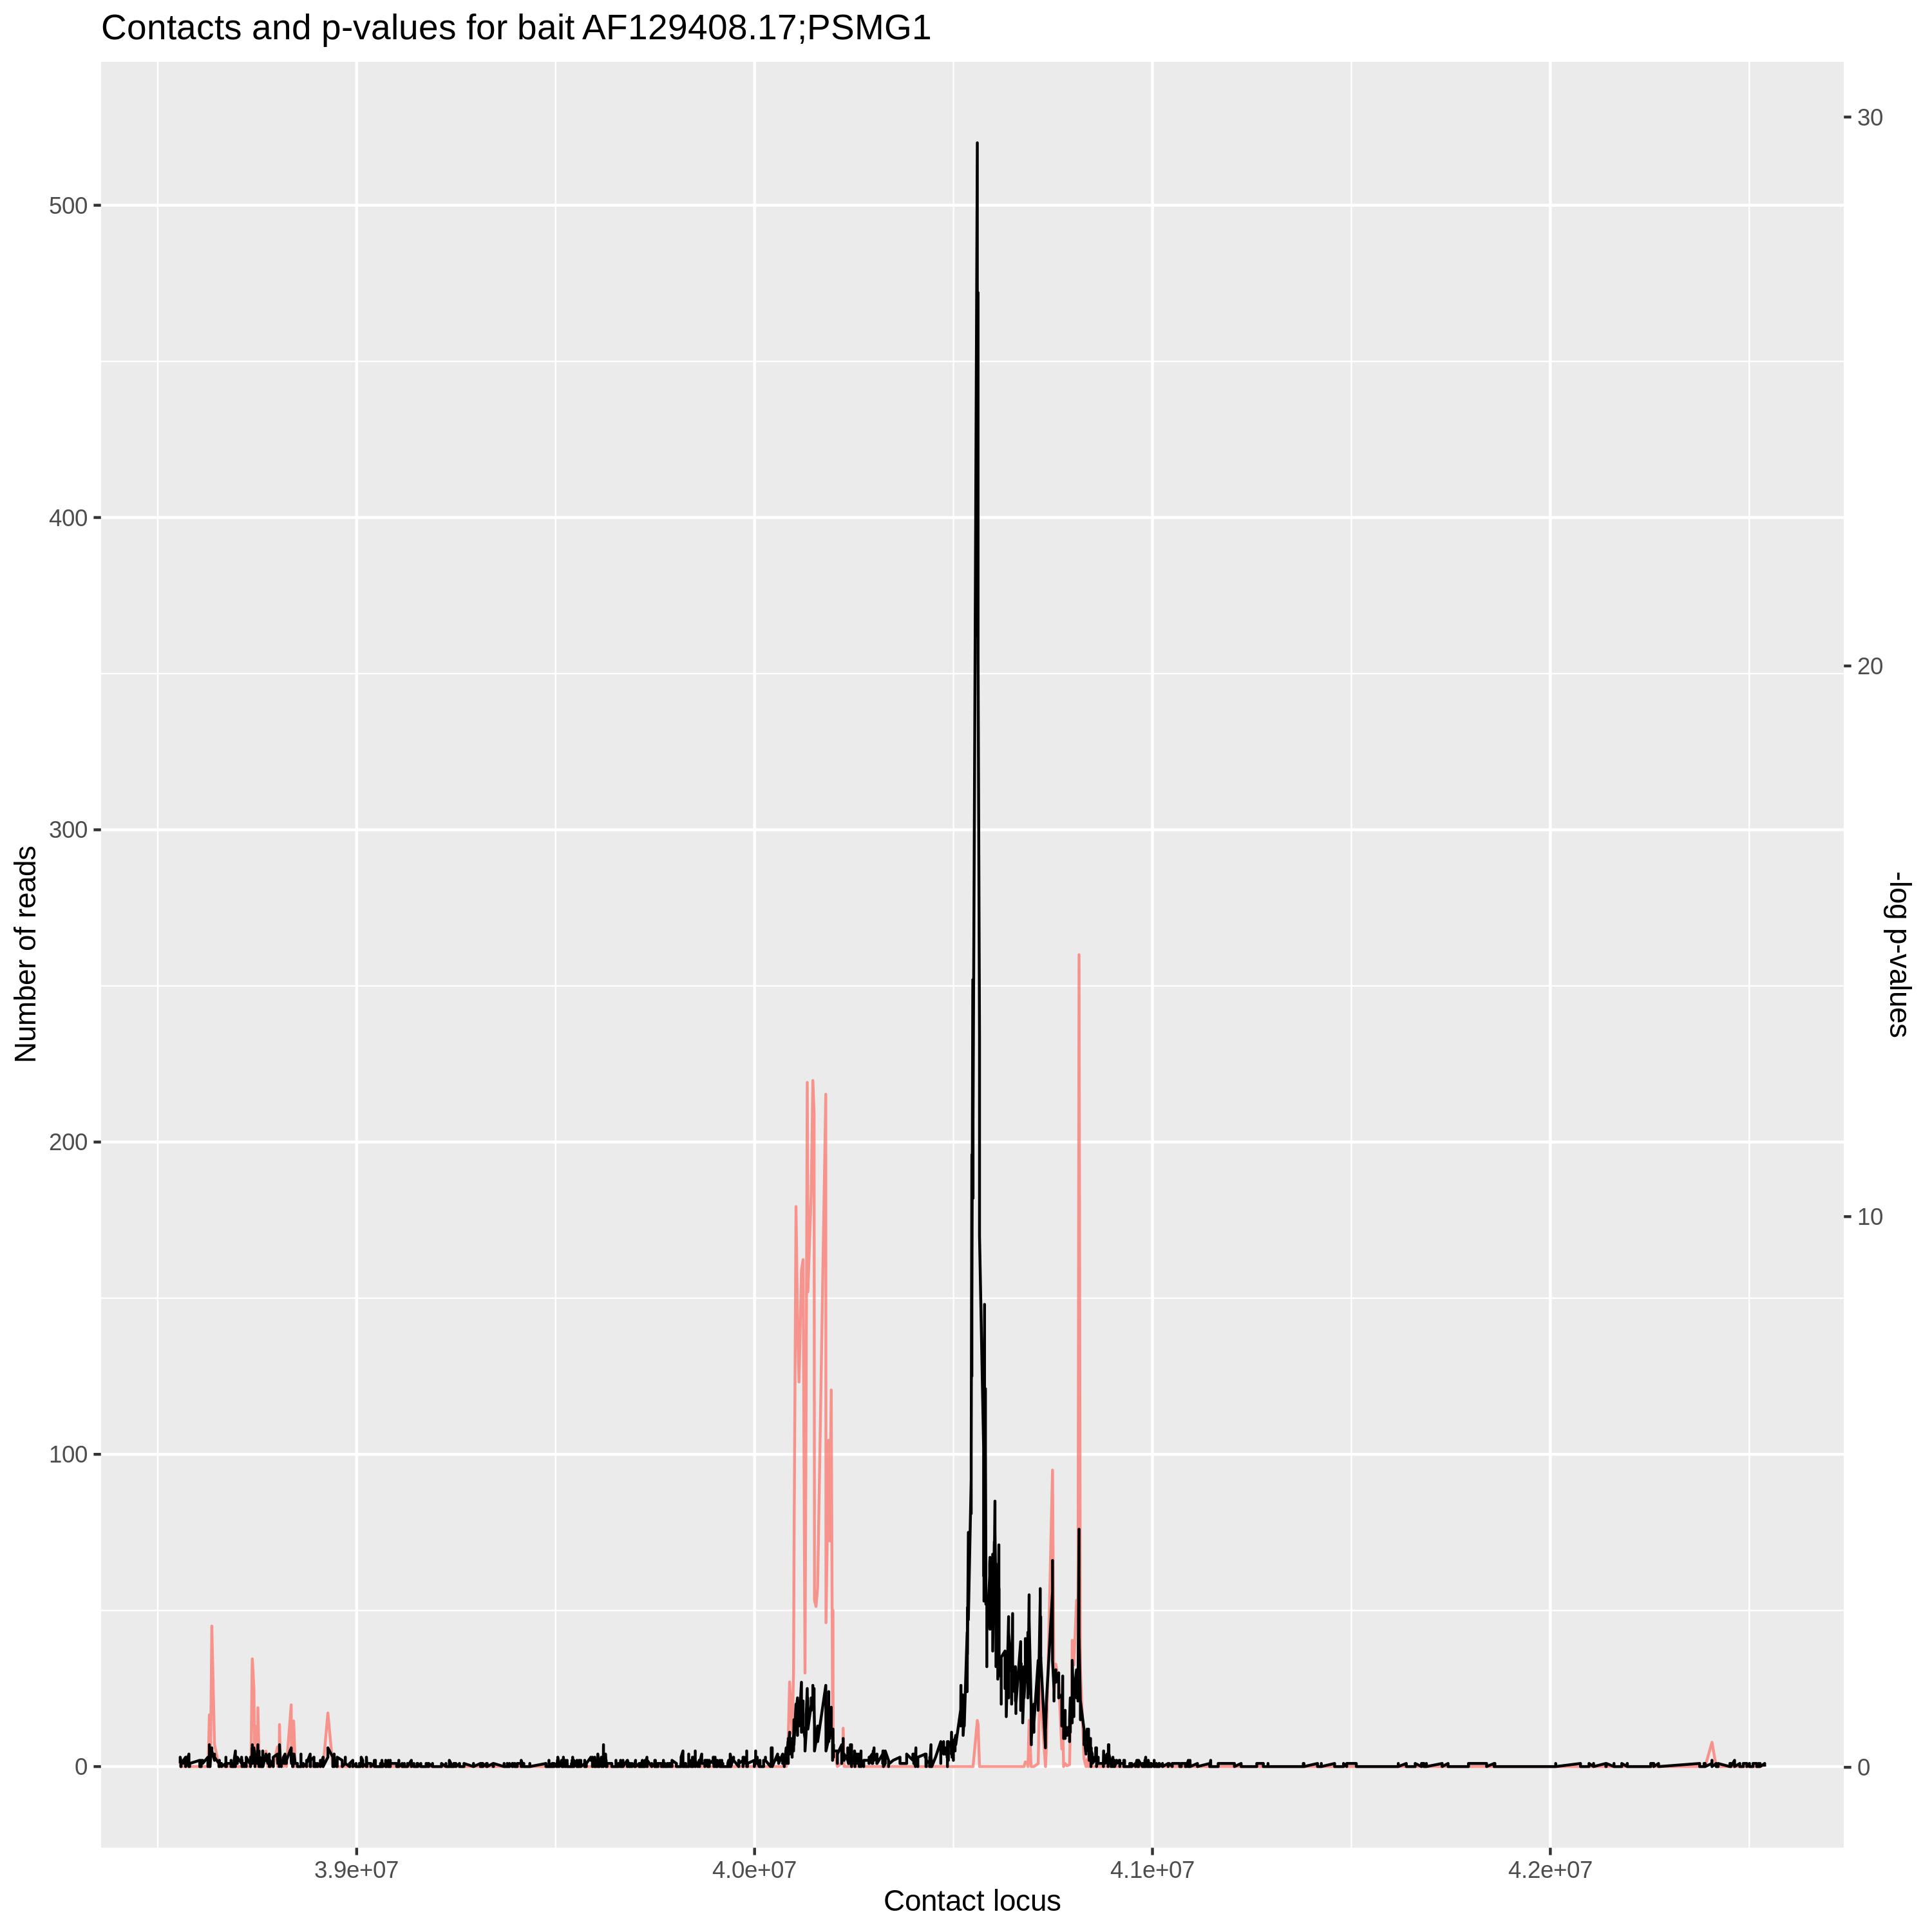 Contacts and p-values for bait AF129408.17;PSMG1
500
400
300
200
100
0
Number of reads
30
20
10
0
-log p-values
3.9e+07
4.0e+07
4.1e+07
4.2e+07
Contact locus